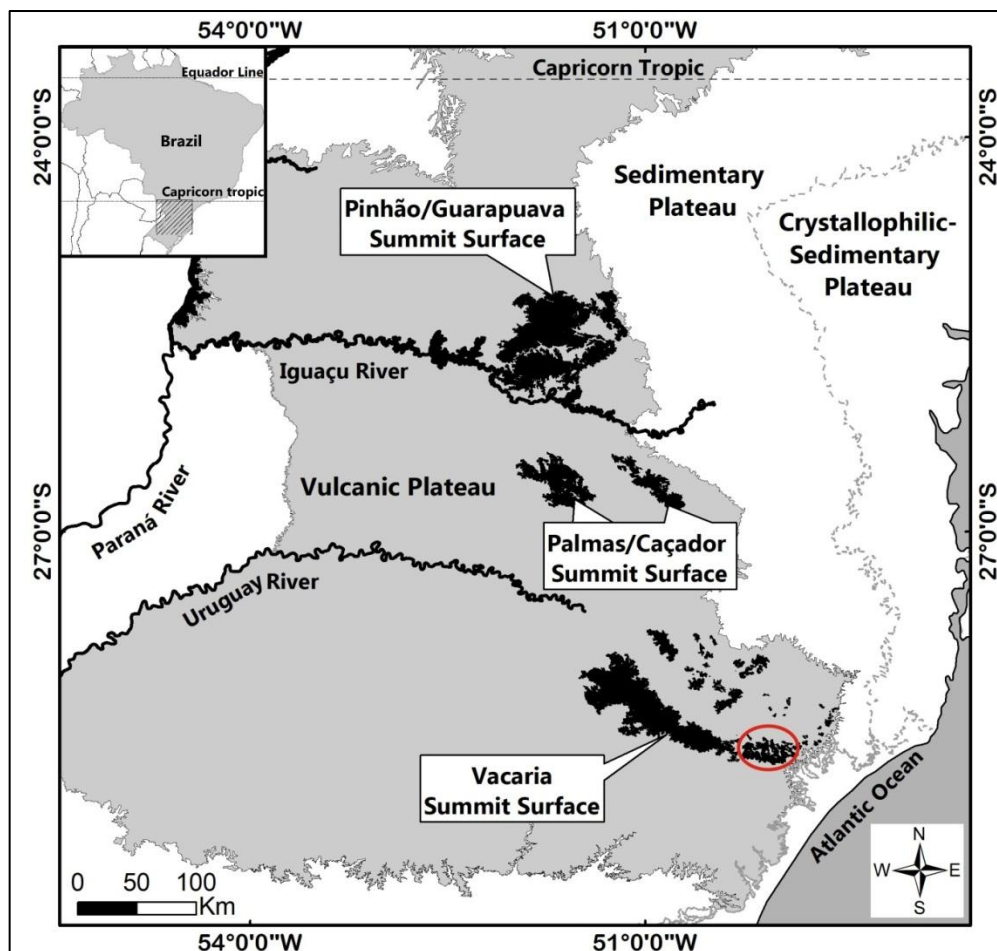 54°0'0"W
51°0'0"W
Equador Line
Brazil
Capricorn tropic
Capricorn Tropic
24°0'0"S
24°0'0"S
Sedimentary
Plateau
Pinhão/Guarapuava
Summit Surface
Crystallophilic-
Sedimentary
Plateau
Iguaçu River
Vulcanic Plateau
Paraná River
27°0'0"S
27°0'0"S
Palmas/Caçador
Summit Surface
Uruguay River
Vacaria
Summit Surface
Atlantic Ocean
N
W
E
S
0 50 100
Km
54°0'0"W
51°0'0"W